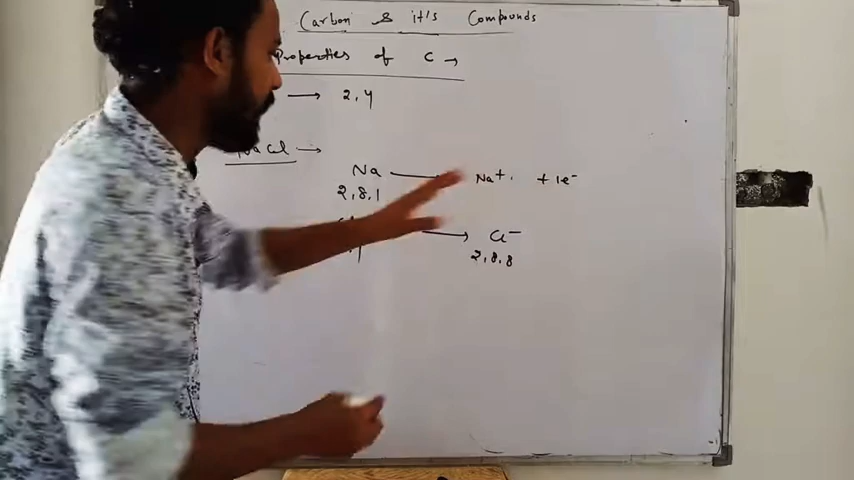 Carbon & it's Compounds
Properties of C →
→ 2,4
NaCl →
Na → Na+ + 1e-
2,8,1
→ Cl-
2,8,8